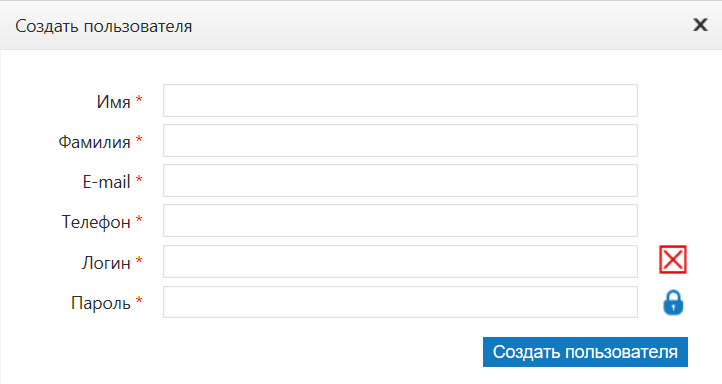 Создать пользователя
Имя *
Фамилия *
E-mail *
Телефон *
Логин *
Пароль *
Создать пользователя